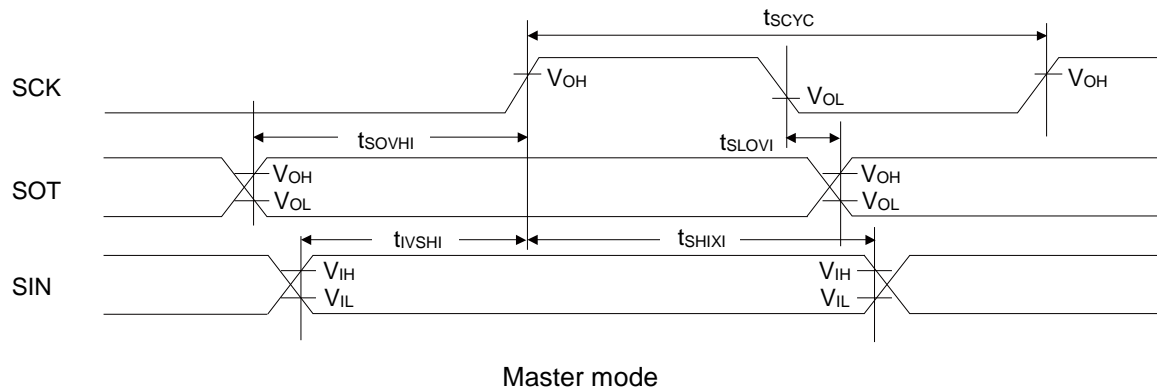 tSCYC
SCK
VOH
VOL
VOH
tSOVHI
tSLOVI
SOT
VOH
VOL
VOH
VOL
tIVSHI
tSHIXI
SIN
VIH
VIL
VIH
VIL
Master mode